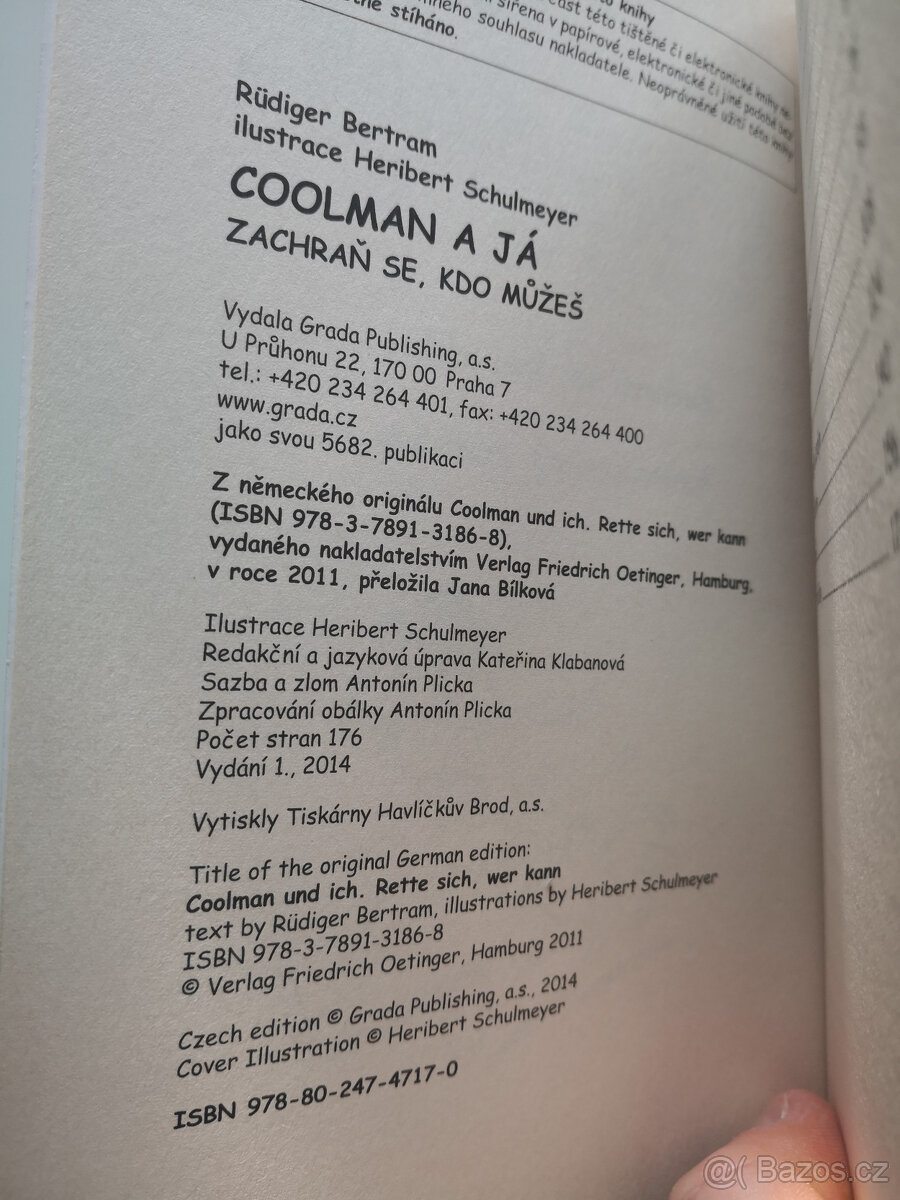 této knihy
část této tištěné či elektronické knihy
šířena v papírové, elektronické či jiné podobě bez
souhlasu nakladatele. Neoprávněné užití této knihy
stíháno.
Rüdiger Bertram
ilustrace Heribert Schulmeyer
COOLMAN A JÁ
ZACHRAŇ SE, KDO MŮŽEŠ
Vydala Grada Publishing, a.s.
U Průhonu 22, 170 00 Praha 7
tel.: +420 234 264 401, fax: +420 234 264 400
www.grada.cz
jako svou 5682. publikaci
Z německého originálu Coolman und ich. Rette sich, wer kann
(ISBN 978-3-7891-3186-8),
vydaného nakladatelstvím Verlag Friedrich Oetinger, Hamburg,
v roce 2011, přeložila Jana Bílková
Ilustrace Heribert Schulmeyer
Redakční a jazyková úprava Kateřina Klabanová
Sazba a zlom Antonín Plicka
Zpracování obálky Antonín Plicka
Počet stran 176
Vydání 1., 2014
Vytiskly Tiskárny Havlíčkův Brod, a.s.
Title of the original German edition:
Coolman und ich. Rette sich, wer kann
text by Rüdiger Bertram, illustrations by Heribert Schulmeyer
ISBN 978-3-7891-3186-8
© Verlag Friedrich Oetinger, Hamburg 2011
Czech edition © Grada Publishing, a.s., 2014
Cover Illustration © Heribert Schulmeyer
ISBN 978-80-247-4717-0
@( Bazos.cz